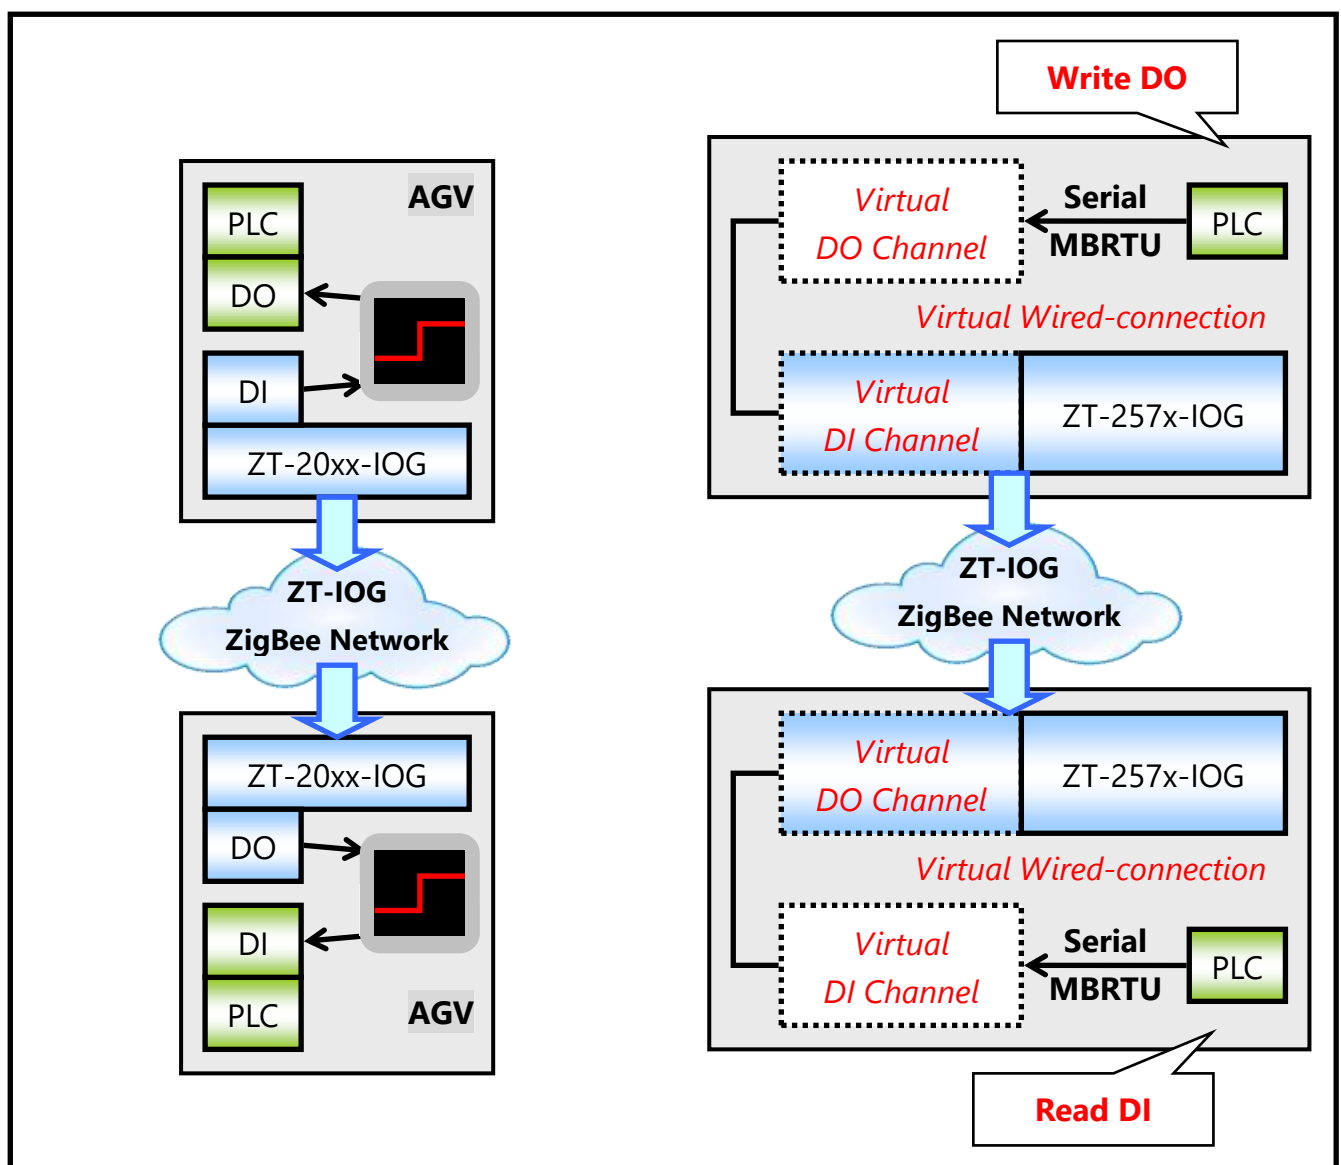 AGV
PLC
DO
DI
ZT-20xx-IOG
ZT-IOG
ZigBee Network
ZT-20xx-IOG
DO
DI
PLC
AGV
Write DO
Virtual
DO Channel
Serial
MBRTU
PLC
Virtual Wired-connection
Virtual
DI Channel
ZT-257x-IOG
ZT-IOG
ZigBee Network
Virtual
DO Channel
ZT-257x-IOG
Virtual Wired-connection
Virtual
DI Channel
Serial
MBRTU
PLC
Read DI